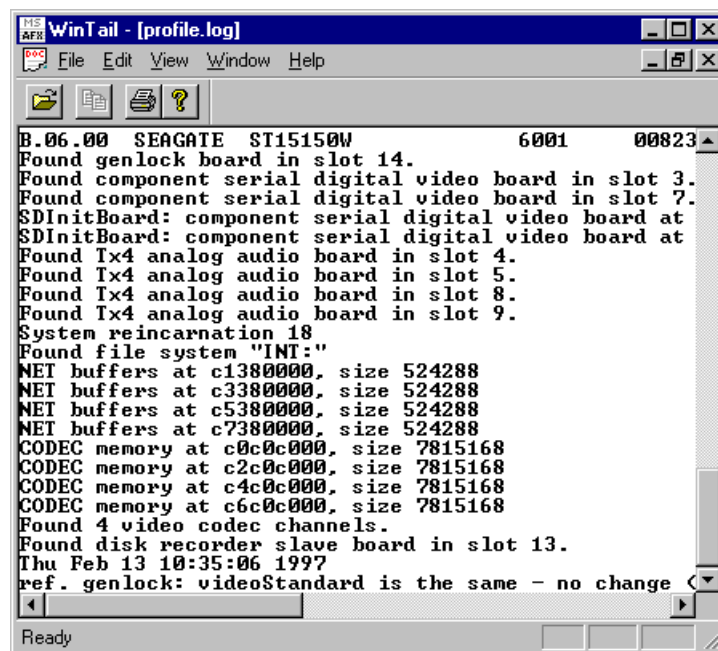 MS
AFX
WinTail - [profile.log]
DOC
File Edit View Window Help
B.06.00 SEAGATE ST15150W 6001 00823
Found genlock board in slot 14.
Found component serial digital video board in slot 3.
Found component serial digital video board in slot 7.
SDInitBoard: component serial digital video board at
SDInitBoard: component serial digital video board at
Found Tx4 analog audio board in slot 4.
Found Tx4 analog audio board in slot 5.
Found Tx4 analog audio board in slot 8.
Found Tx4 analog audio board in slot 9.
System reincarnation 18
Found file system "INT:"
NET buffers at c1380000, size 524288
NET buffers at c3380000, size 524288
NET buffers at c5380000, size 524288
NET buffers at c7380000, size 524288
CODEC memory at c0c0c000, size 7815168
CODEC memory at c2c0c000, size 7815168
CODEC memory at c4c0c000, size 7815168
CODEC memory at c6c0c000, size 7815168
Found 4 video codec channels.
Found disk recorder slave board in slot 13.
Thu Feb 13 10:35:06 1997
ref. genlock: videoStandard is the same - no change (
Ready